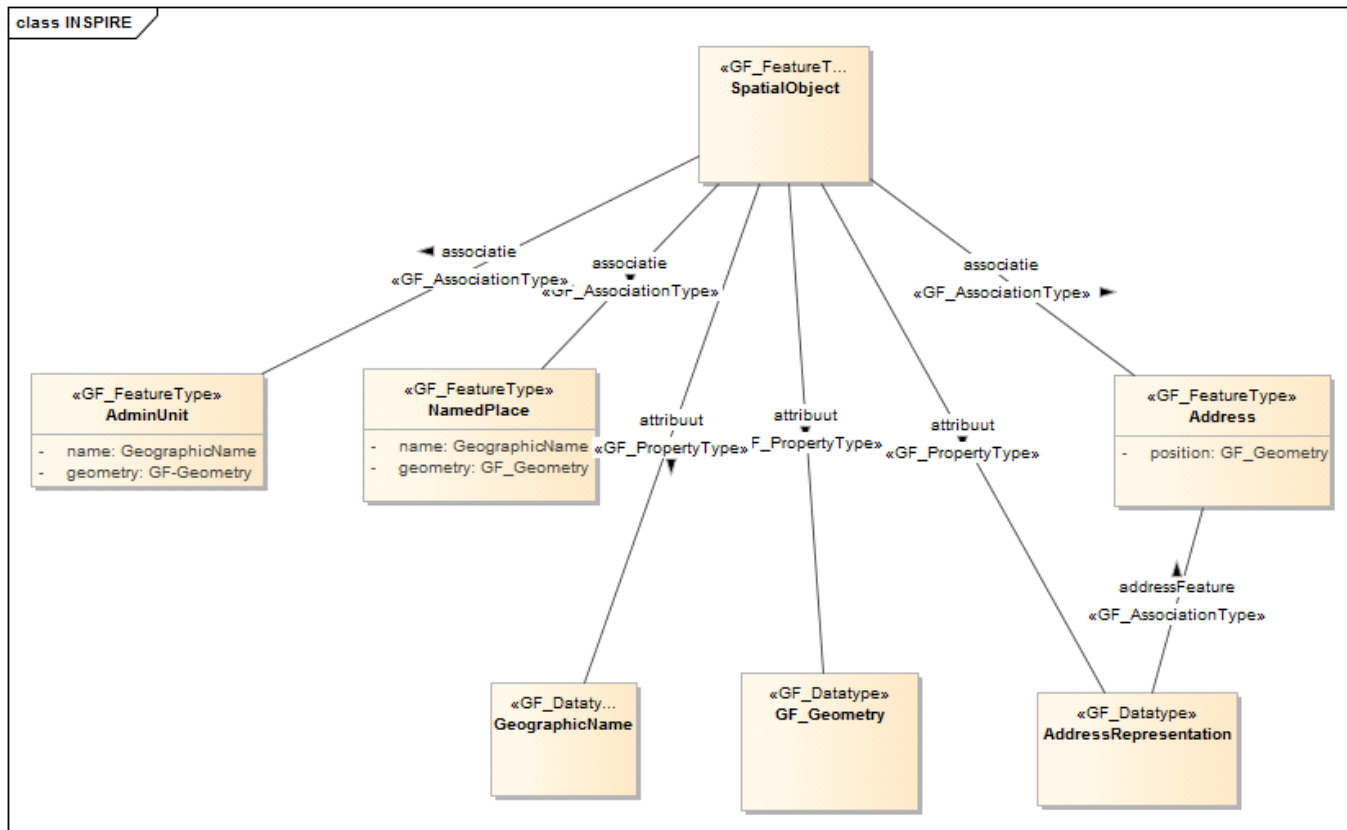 class INSPIRE
«GF_FeatureT...
SpatialObject
associatie
«GF_AssociationType»
associatie
«GF_AssociationType»
associatie
«GF_AssociationType»
«GF_FeatureType»
AdminUnit
- name: GeographicName
- geometry: GF-Geometry
«GF_FeatureType»
NamedPlace
- name: GeographicName
- geometry: GF_Geometry
attribuut
«GF_PropertyType»
attribuut
F_PropertyType»
attribuut
«GF_PropertyType»
«GF_FeatureType»
Address
- position: GF_Geometry
addressFeature
«GF_AssociationType»
«GF_Dataty...
GeographicName
«GF_Datatype»
GF_Geometry
«GF_Datatype»
AddressRepresentation